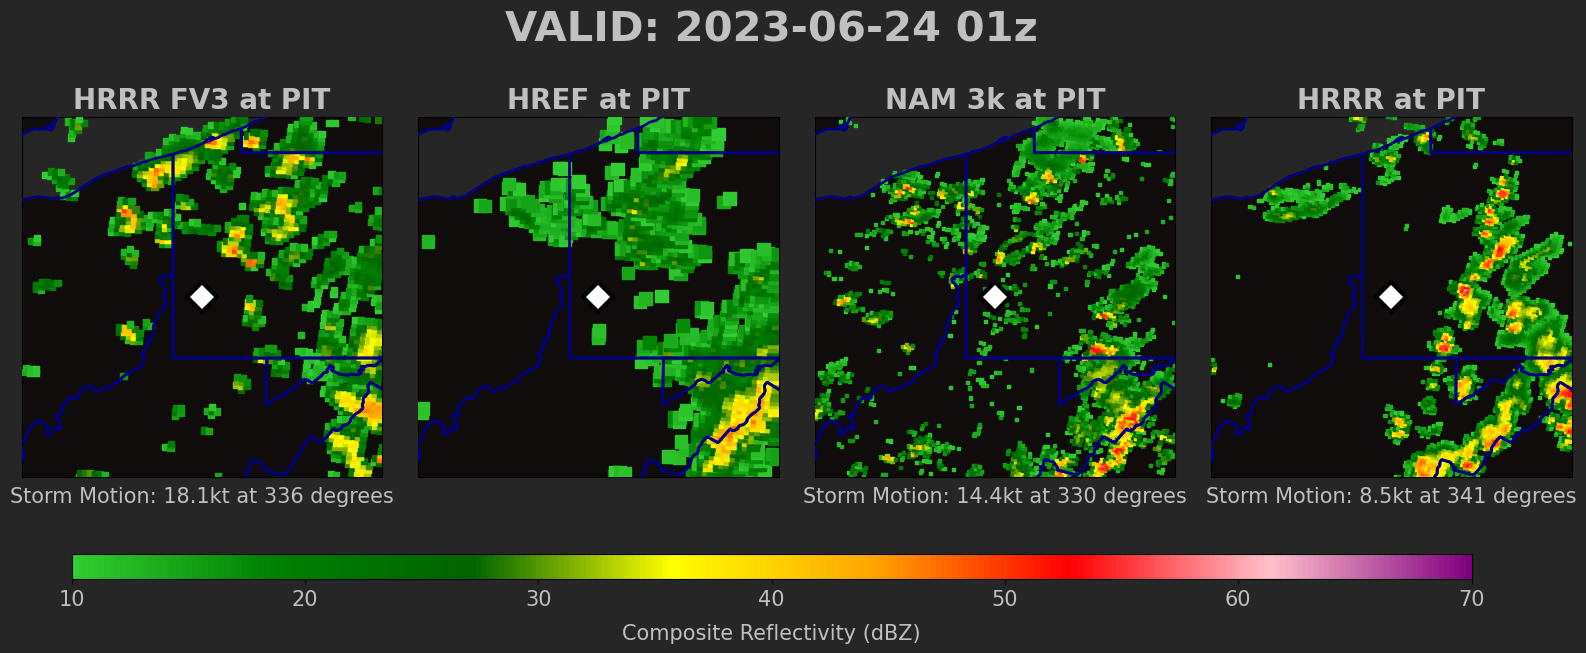 VALID: 2023-06-24 01z
HRRR FV3 at PIT
HREF at PIT
NAM 3k at PIT
HRRR at PIT
Storm Motion: 18.1kt at 336 degrees
Storm Motion: 14.4kt at 330 degrees
Storm Motion: 8.5kt at 341 degrees
10 20 30 40 50 60 70
Composite Reflectivity (dBZ)